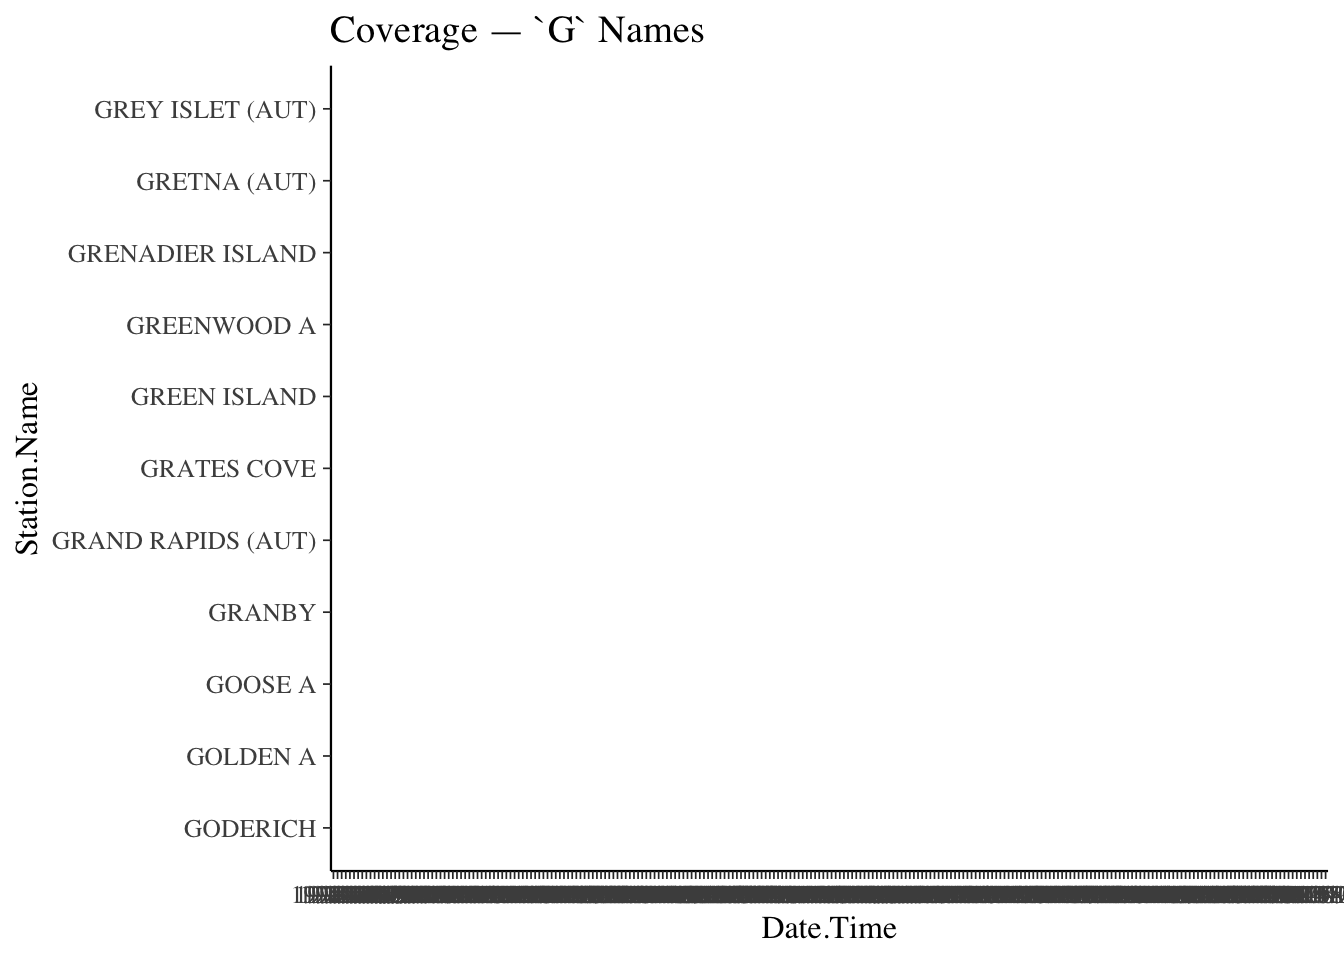 Coverage — `G` Names
GREY ISLET (AUT)
GRETNA (AUT)
GRENADIER ISLAND
GREENWOOD A
GREEN ISLAND
GRATES COVE
GRAND RAPIDS (AUT)
GRANBY
GOOSE A
GOLDEN A
GODERICH
Station.Name
Date.Time